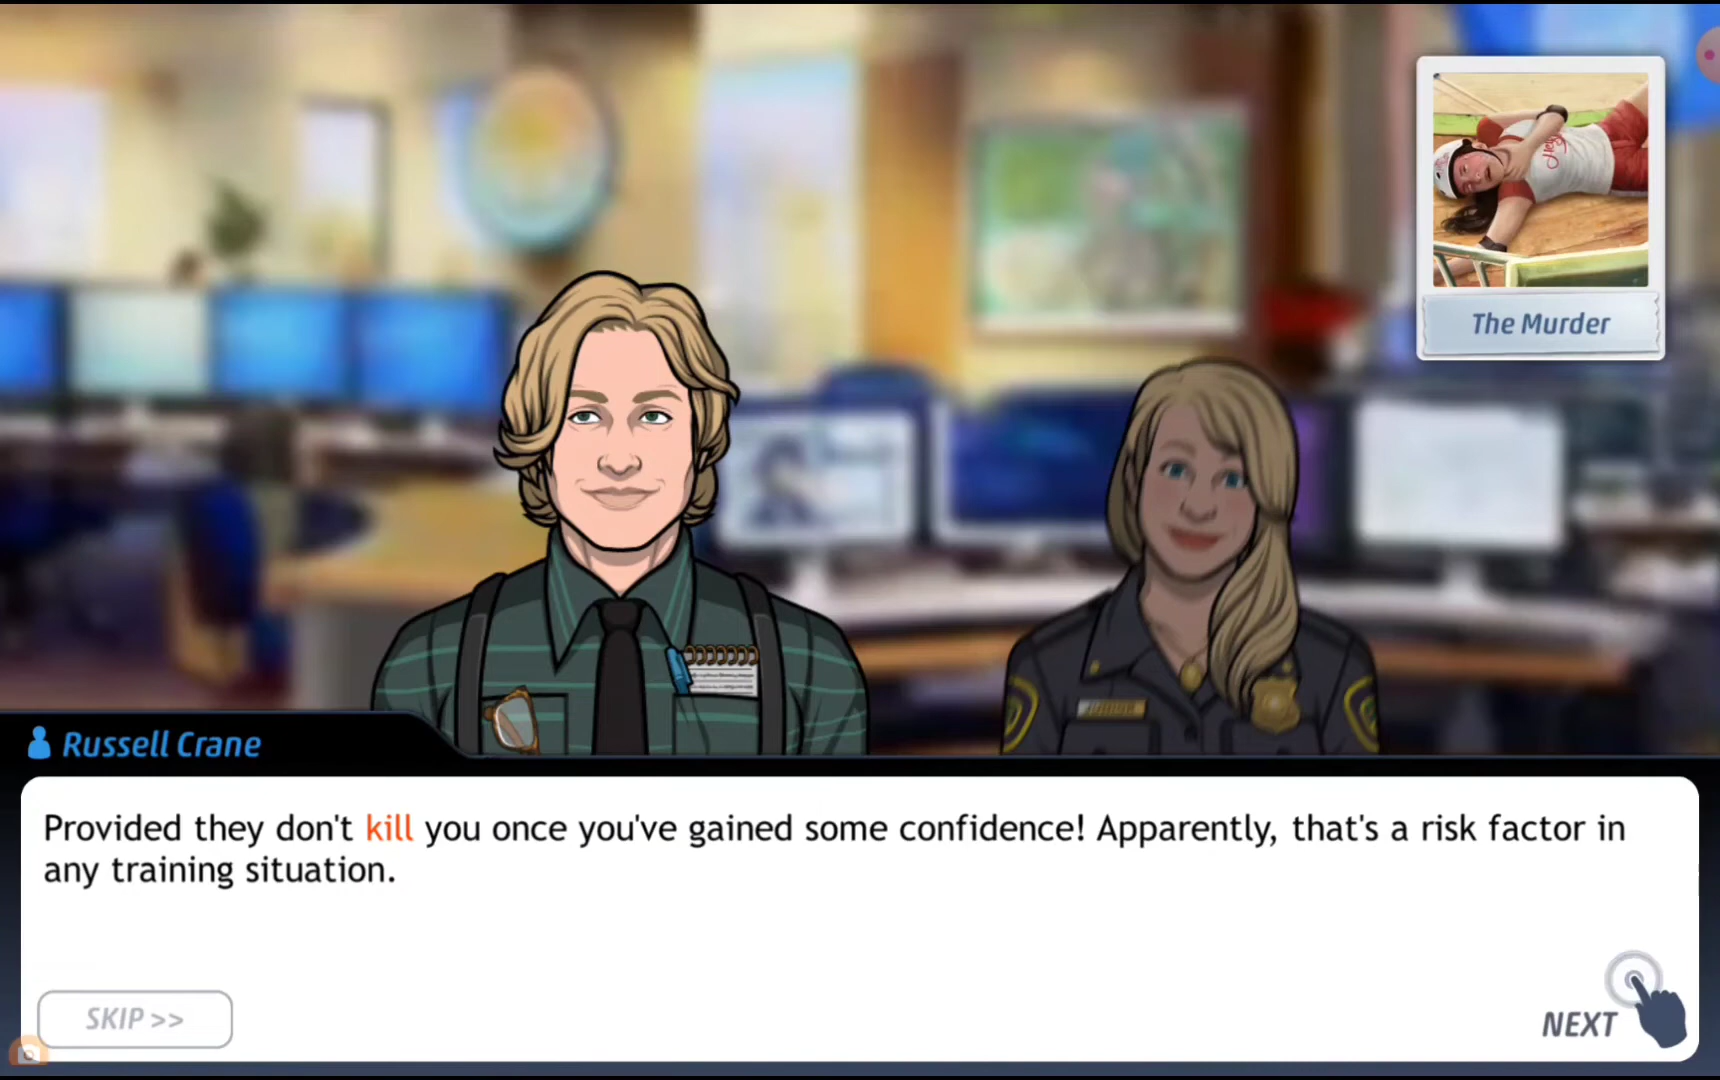 The Murder
JUNIOR
Russell Crane
Provided they don't kill you once you've gained some confidence! Apparently, that's a risk factor in
any training situation.
SKIP >>
NEXT